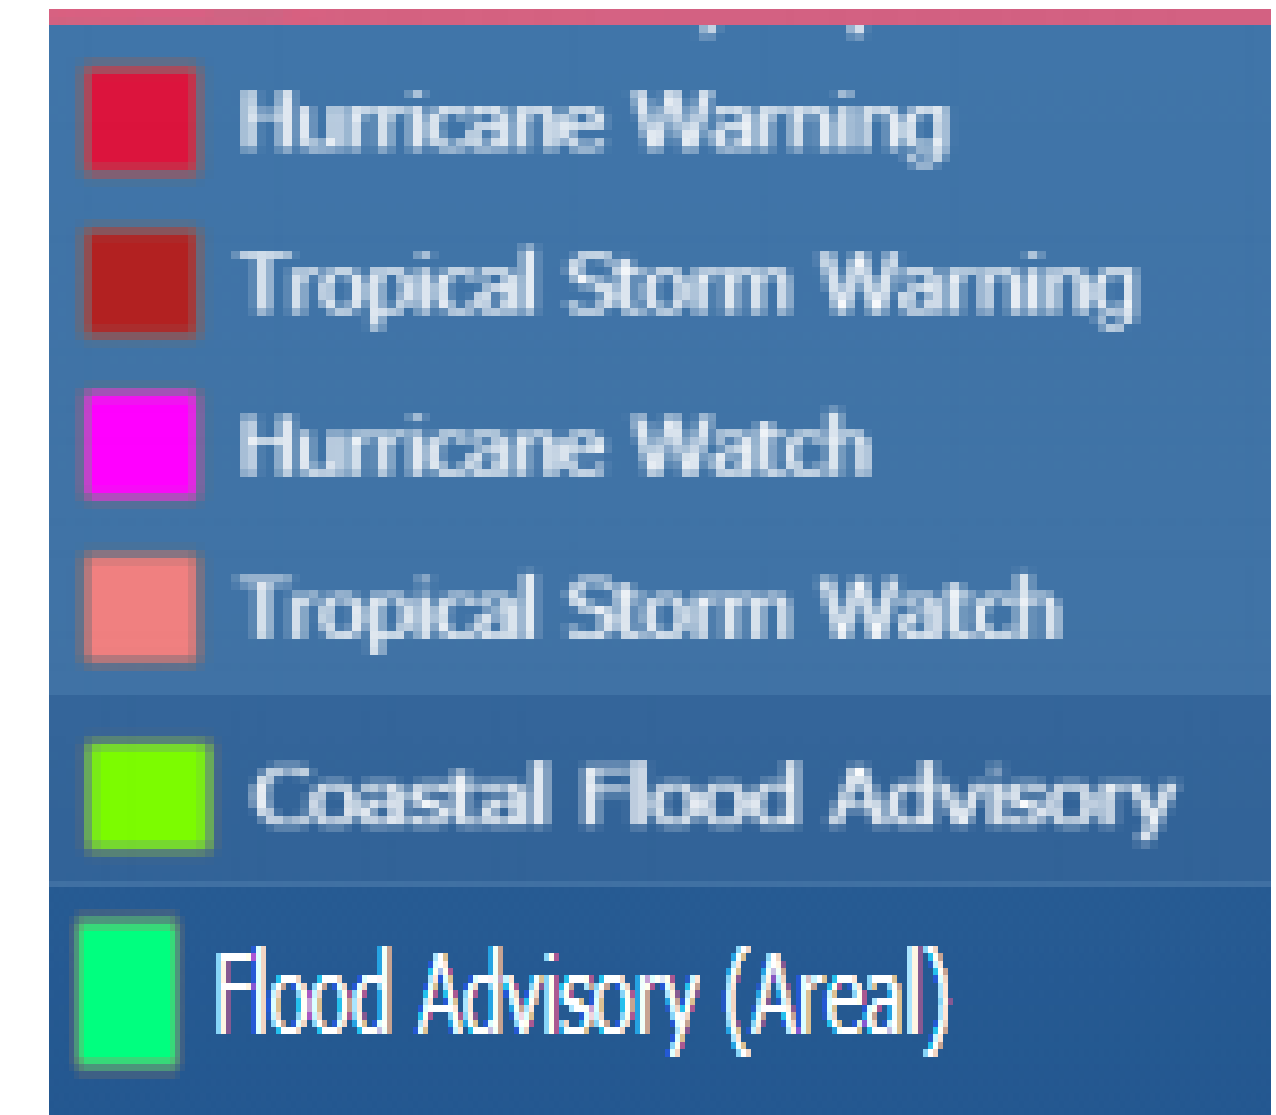 Hurricane Warning
Tropical Storm Warning
Hurricane Watch
Tropical Storm Watch
Coastal Flood Advisory
Flood Advisory (Areal)